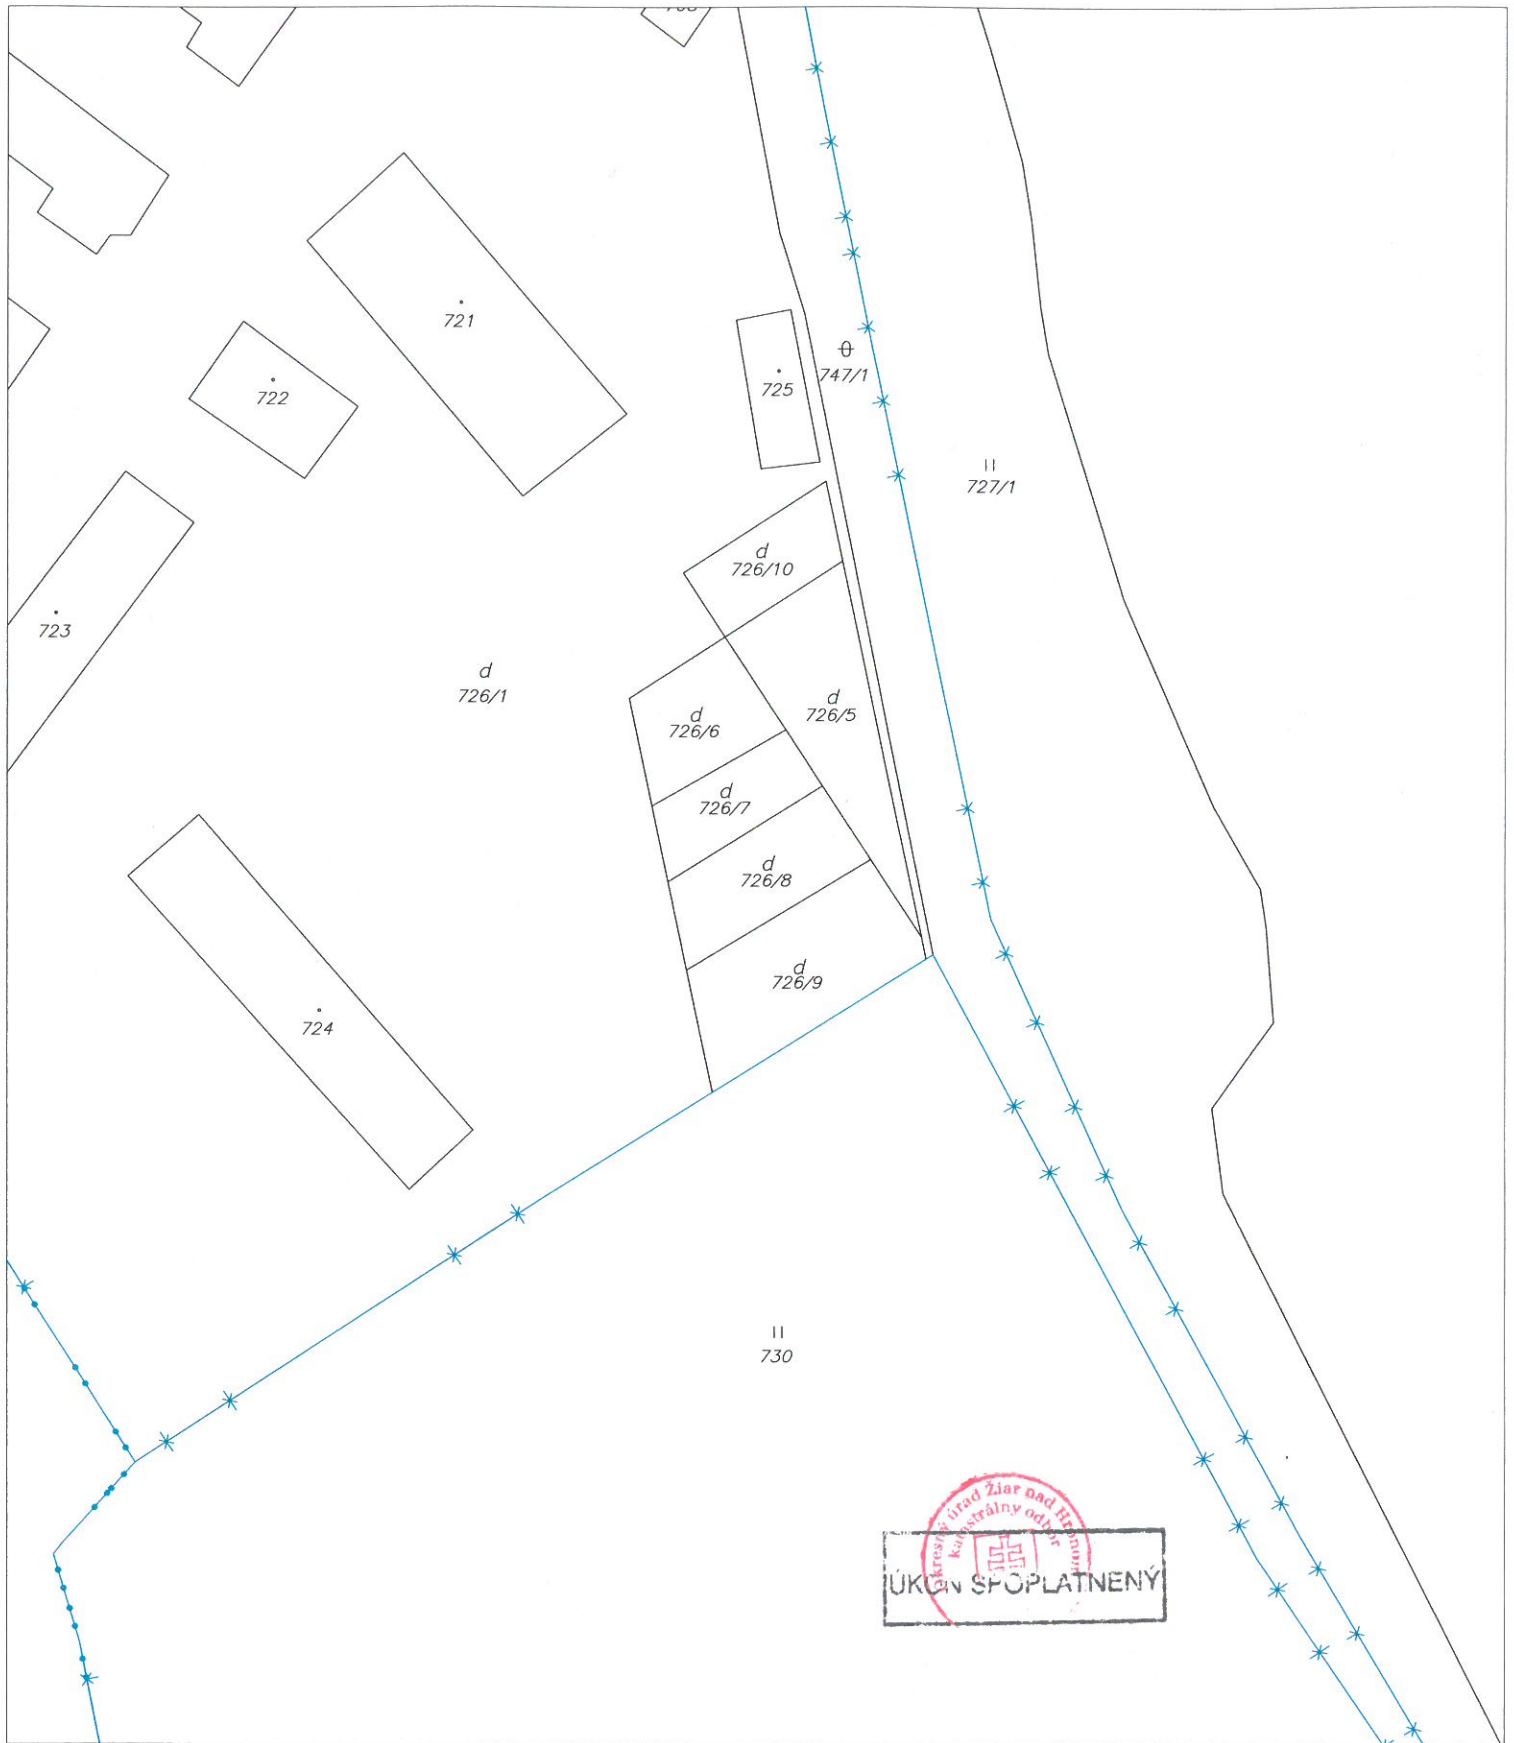 721
722
725
747/1
II
727/1
d
726/10
723
d
726/1
d
726/6
d
726/5
d
726/7
d
726/8
d
726/9
724
II
730
Okresný úrad Žiar nad Hronom
katastrálny odbor
ÚKON SPOPLATNENÝ